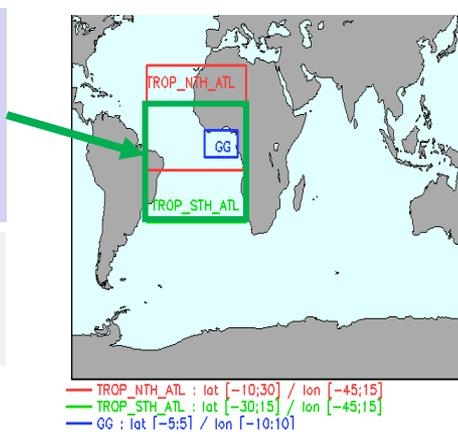 TROP_NTH_ATL
GG
TROP_STH_ATL
TROP_NTH_ATL : lat [-10;30] / lon [-45;15]
TROP_STH_ATL : lat [-30;15] / lon [-45;15]
GG : lat [-5:5] / lon [-10:10]